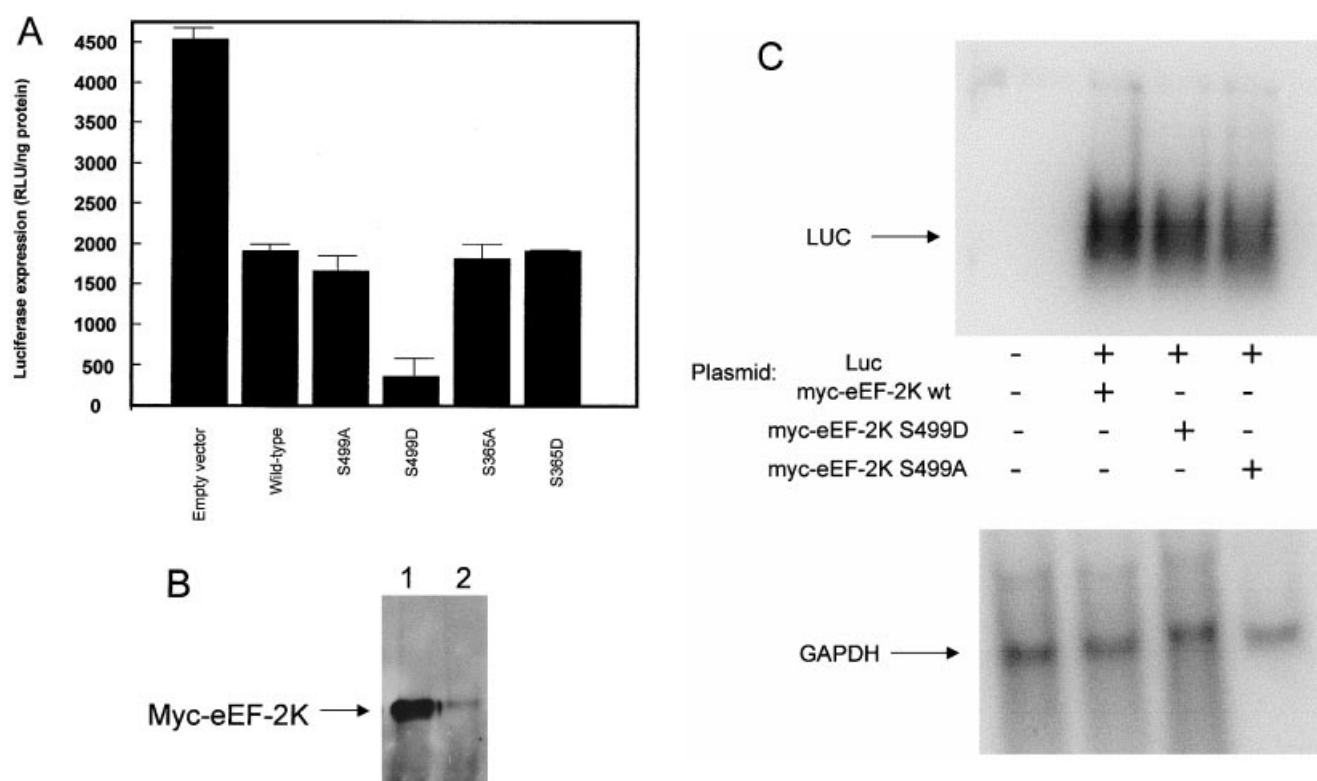 A
Luciferase expression (RLU/ng protein)
4500
4000
3500
3000
2500
2000
1500
1000
500
0
Empty vector
Wild-type
S499A
S499D
S365A
S365D
B
1 2
Myc-eEF-2K
C
LUC
Plasmid:
Luc - + + +
myc-eEF-2K wt - + - -
myc-eEF-2K S499D - - + -
myc-eEF-2K S499A - - - +
GAPDH